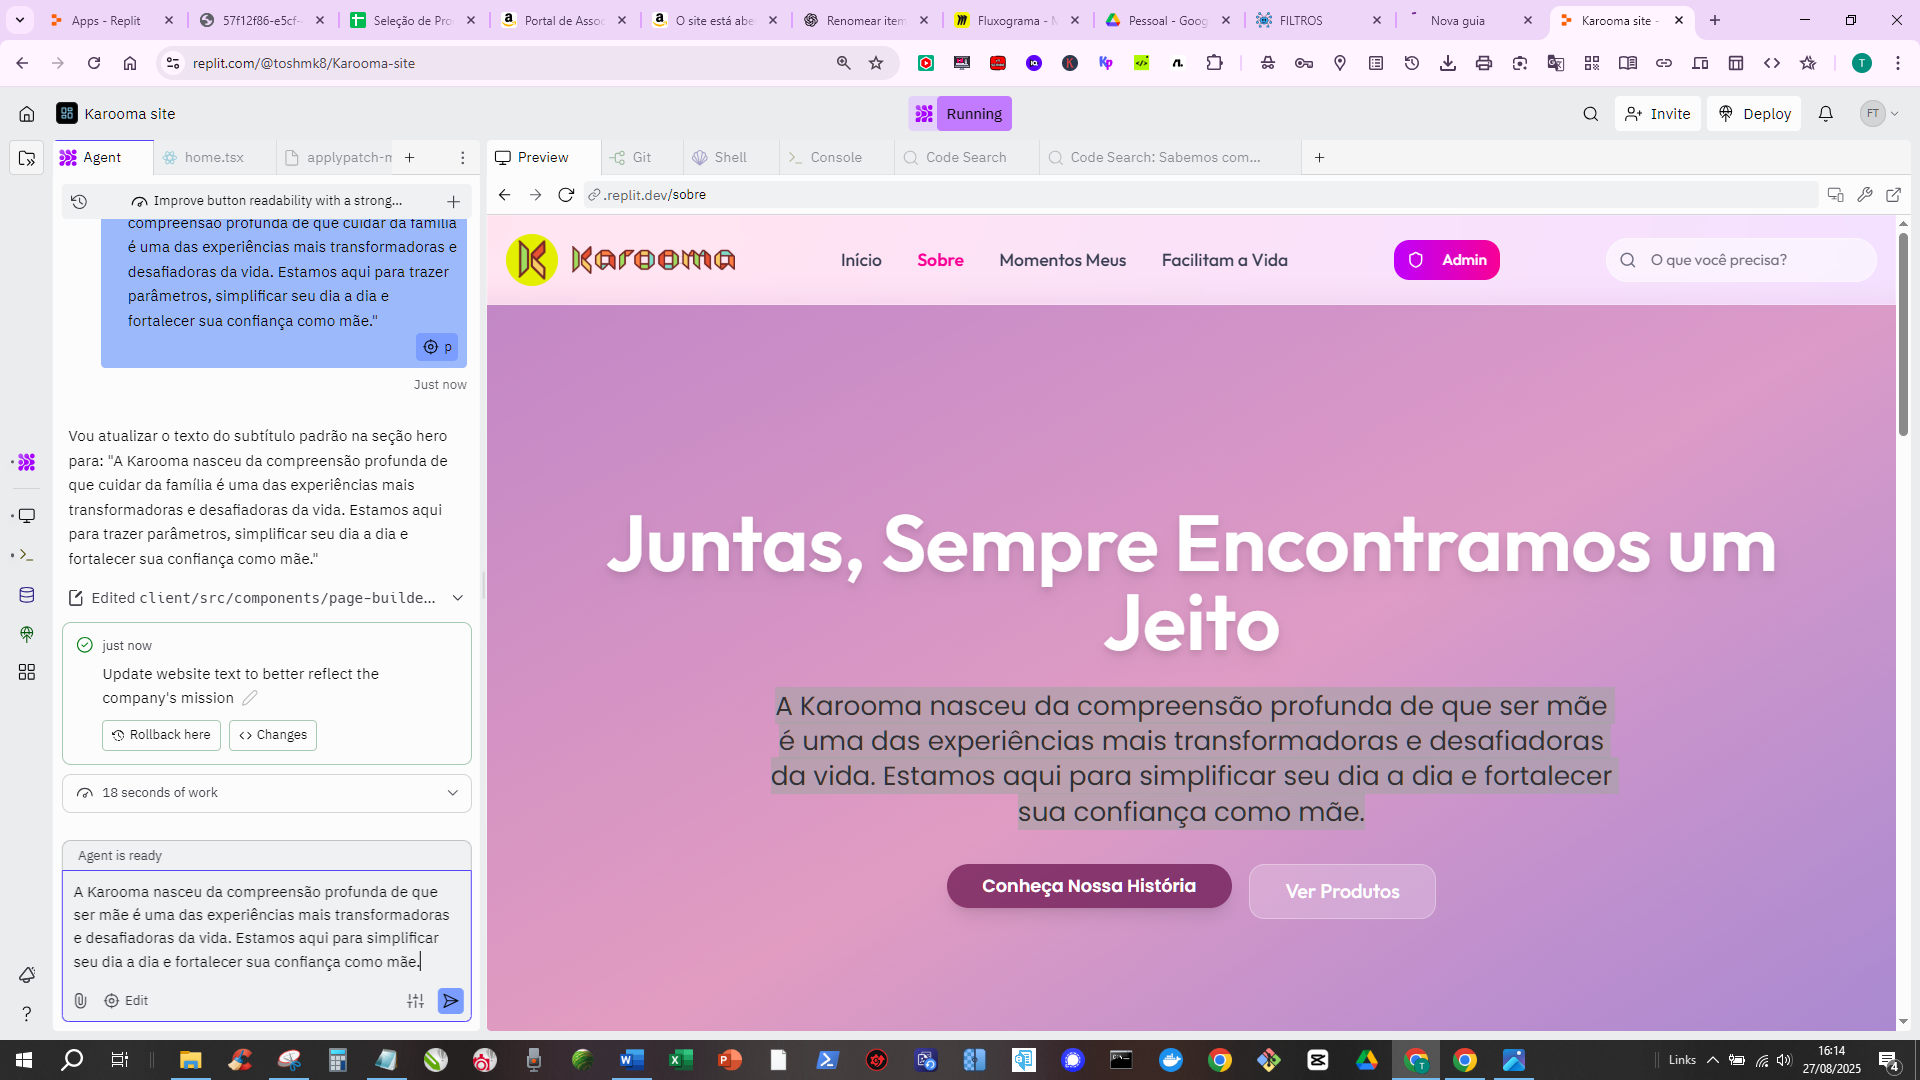 Apps - Replit
57f12f86-e5cf-
Seleção de Pro
Portal de Assoc
O site está abe
Renomear item
Fluxograma - M
Pessoal - Goog
FILTROS
Nova guia
Karooma site -
replit.com/@toshmk8/Karooma-site
Karooma site
Running
Invite
Deploy
FT
Agent
home.tsx
applypatch-m
Preview
Git
Shell
Console
Code Search
Code Search: Sabemos com...
Improve button readability with a strong...
.replit.dev/sobre
compreensão profunda de que cuidar da família
é uma das experiências mais transformadoras e
desafiadoras da vida. Estamos aqui para trazer
parâmetros, simplificar seu dia a dia e
fortalecer sua confiança como mãe."
p
Just now
Vou atualizar o texto do subtítulo padrão na seção hero
para: "A Karooma nasceu da compreensão profunda de
que cuidar da família é uma das experiências mais
transformadoras e desafiadoras da vida. Estamos aqui
para trazer parâmetros, simplificar seu dia a dia e
fortalecer sua confiança como mãe."
Edited client/src/components/page-builde...
just now
Update website text to better reflect the
company's mission
Rollback here
Changes
18 seconds of work
Agent is ready
A Karooma nasceu da compreensão profunda de que
ser mãe é uma das experiências mais transformadoras
e desafiadoras da vida. Estamos aqui para simplificar
seu dia a dia e fortalecer sua confiança como mãe.
Edit
K Karooma
Início
Sobre
Momentos Meus
Facilitam a Vida
Admin
O que você precisa?
Juntas, Sempre Encontramos um
Jeito
A Karooma nasceu da compreensão profunda de que ser mãe
é uma das experiências mais transformadoras e desafiadoras
da vida. Estamos aqui para simplificar seu dia a dia e fortalecer
sua confiança como mãe.
Conheça Nossa História
Ver Produtos
Links
16:14
27/08/2025
4